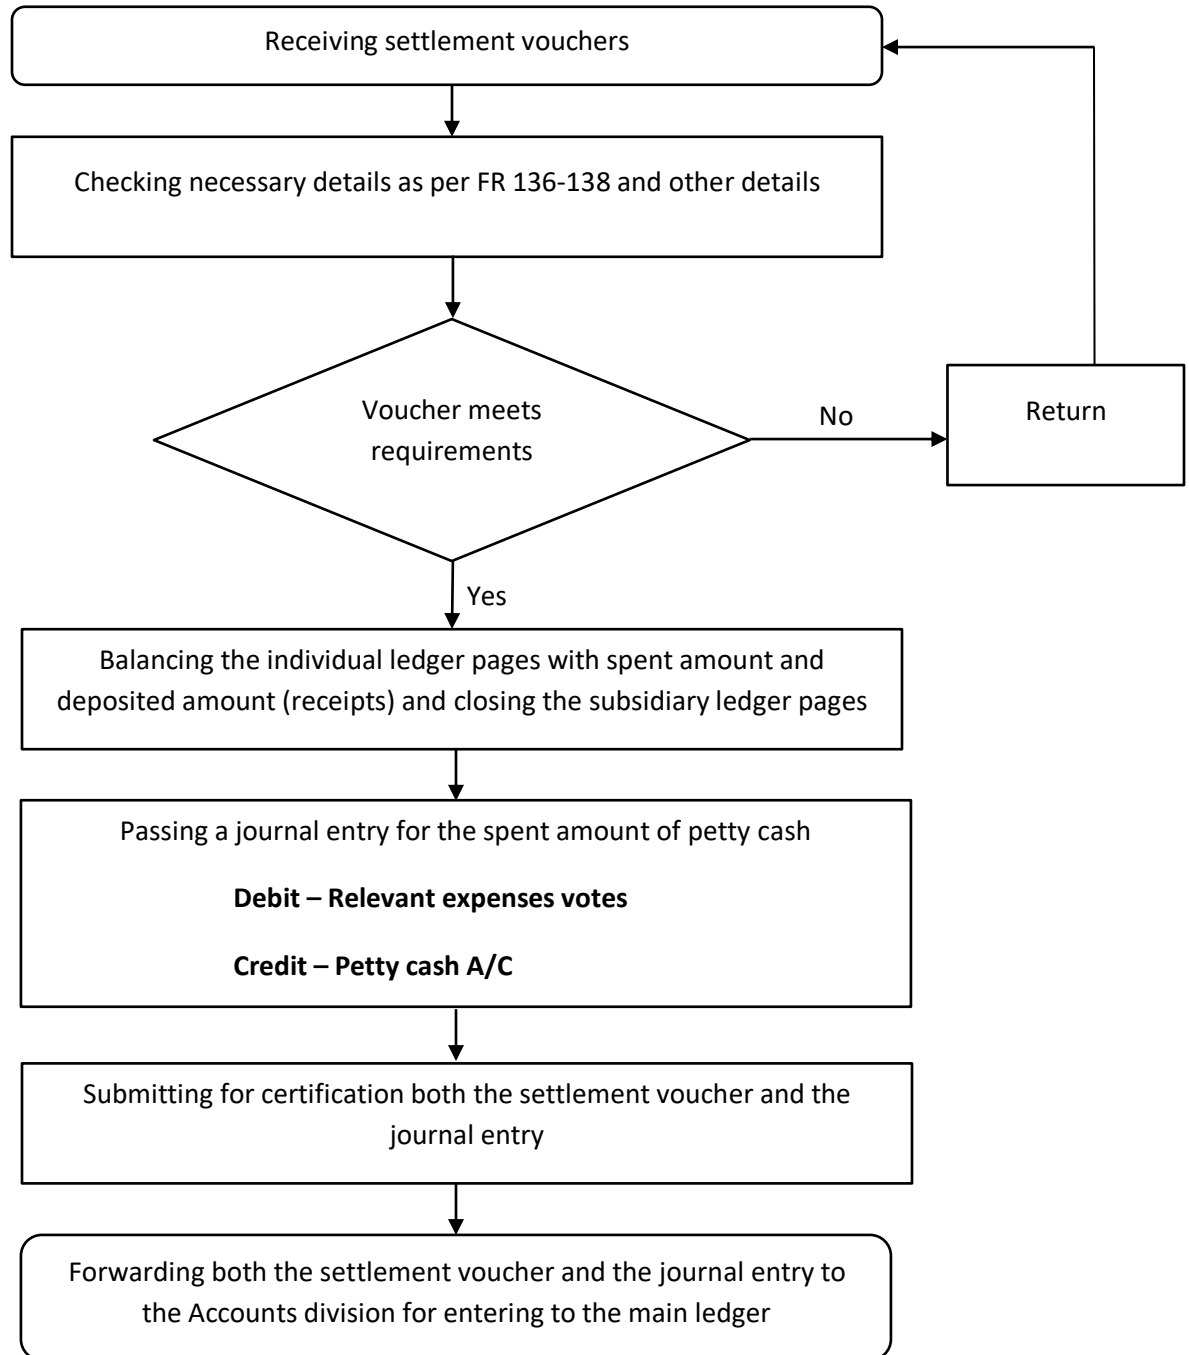 Receiving settlement vouchers
Checking necessary details as per FR 136-138 and other details
Voucher meets
requirements
No
Return
Yes
Balancing the individual ledger pages with spent amount and
deposited amount (receipts) and closing the subsidiary ledger pages
Passing a journal entry for the spent amount of petty cash
Debit – Relevant expenses votes
Credit – Petty cash A/C
Submitting for certification both the settlement voucher and the
journal entry
Forwarding both the settlement voucher and the journal entry to
the Accounts division for entering to the main ledger